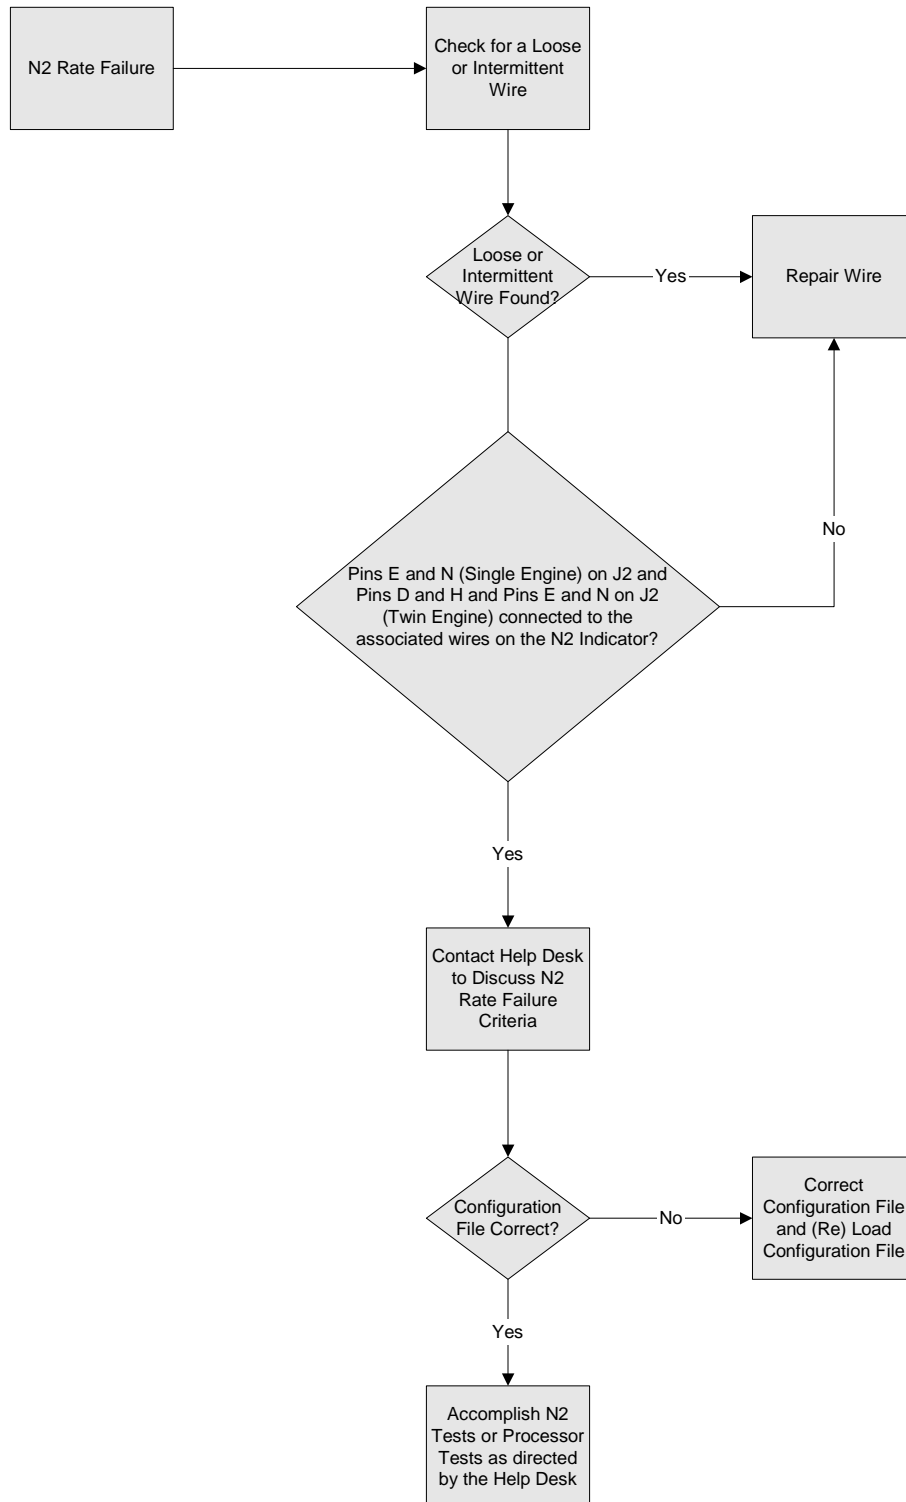 N2 Rate Failure
Check for a Loose
or Intermittent
Wire
Loose or
Intermittent
Wire Found?
Yes
Repair Wire
No
Pins E and N (Single Engine) on J2 and
Pins D and H and Pins E and N on J2
(Twin Engine) connected to the
associated wires on the N2 Indicator?
Yes
Contact Help Desk
to Discuss N2
Rate Failure
Criteria
Configuration
File Correct?
No
Correct
Configuration File
and (Re) Load
Configuration File
Yes
Accomplish N2
Tests or Processor
Tests as directed
by the Help Desk